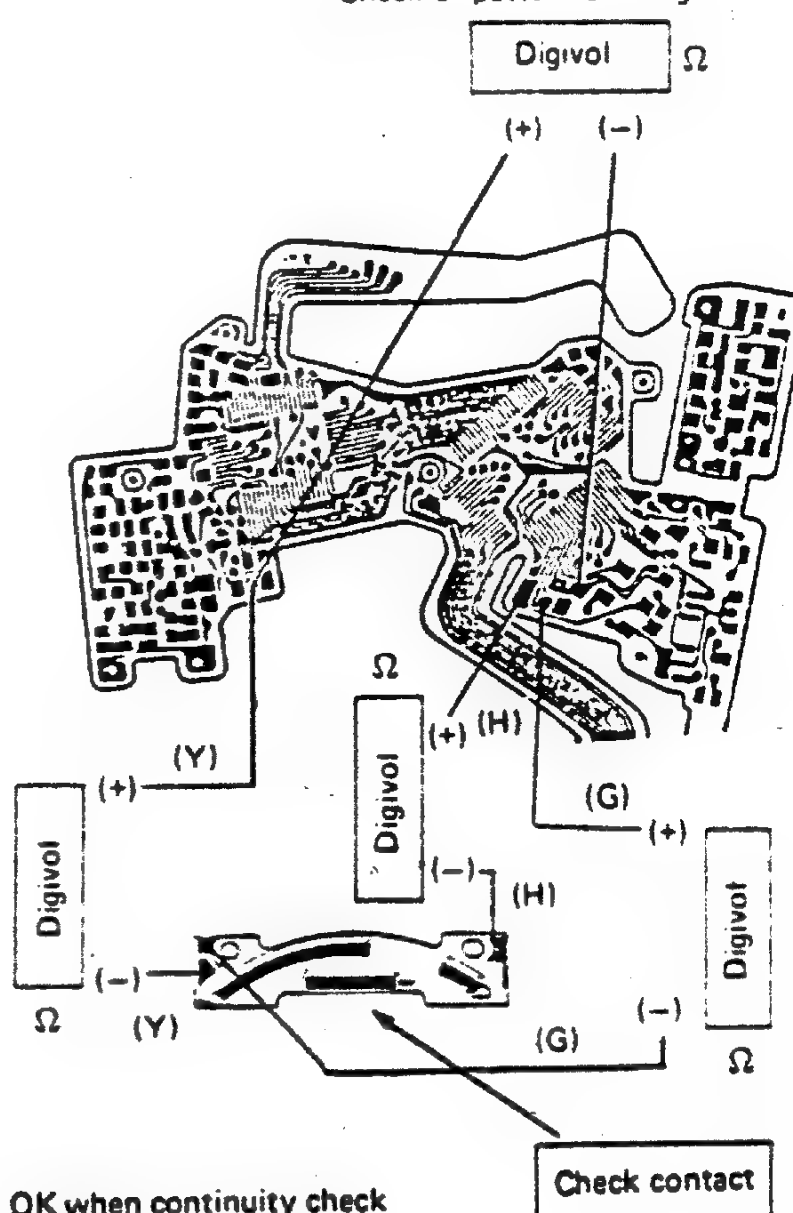 Digivol Ω
(+) (−)
Ω
(+) (H)
(Y)
(+)
Digivol
(G)
(+)
Digivol
(−)
(H)
Digivol
(−)
Ω
(Y)
(−)
(G)
Ω
Check contact
OK when continuity check